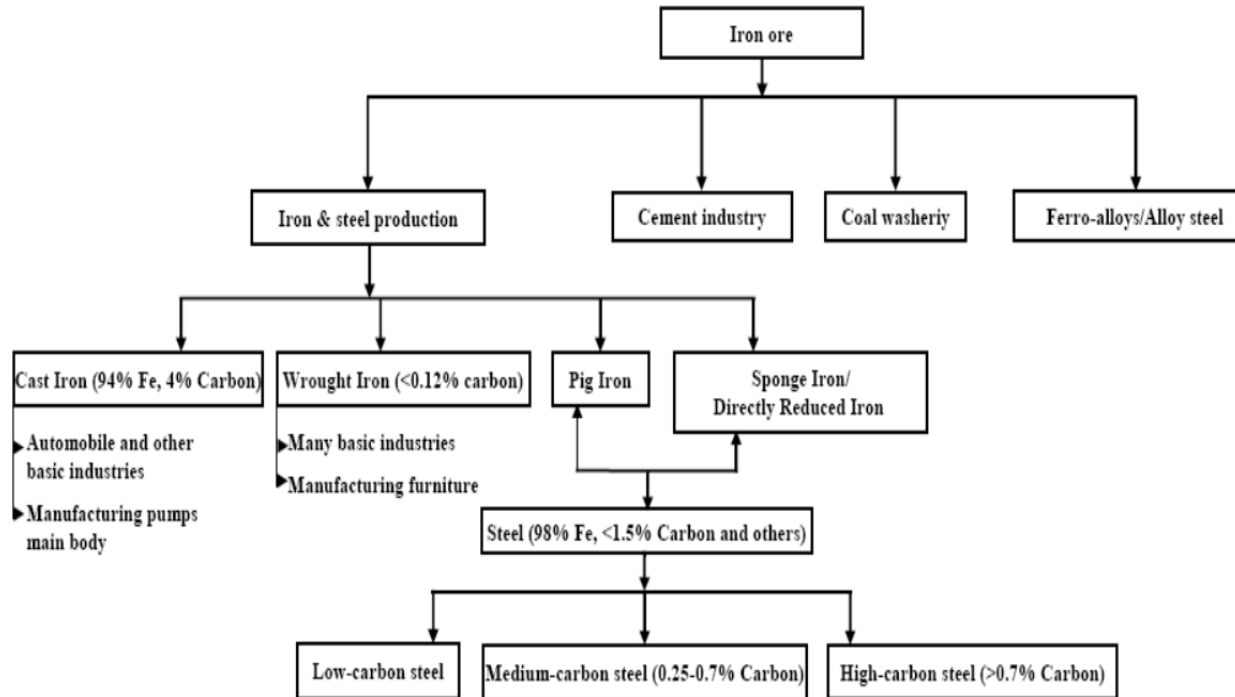 Iron ore
Iron & steel production
Cement industry
Coal washeriy
Ferro-alloys/Alloy steel
Cast Iron (94% Fe, 4% Carbon)
Wrought Iron (<0.12% carbon)
Pig Iron
Sponge Iron/
Directly Reduced Iron
Automobile and other
basic industries
Manufacturing pumps
main body
Many basic industries
Manufacturing furniture
Steel (98% Fe, <1.5% Carbon and others)
Low-carbon steel
Medium-carbon steel (0.25-0.7% Carbon)
High-carbon steel (>0.7% Carbon)